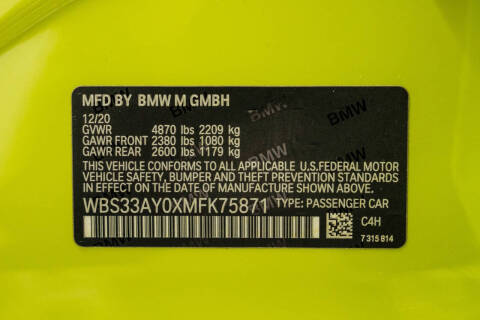 MFD BY BMW M GMBH
12/20
GVWR 4870 lbs 2209 kg
GAWR FRONT 2380 lbs 1080 kg
GAWR REAR 2600 lbs 1179 kg
THIS VEHICLE CONFORMS TO ALL APPLICABLE U.S.FEDERAL MOTOR
VEHICLE SAFETY, BUMPER AND THEFT PREVENTION STANDARDS
IN EFFECT ON THE DATE OF MANUFACTURE SHOWN ABOVE.
WBS33AY0XMFK75871 TYPE: PASSENGER CAR
C4H
7 315 814